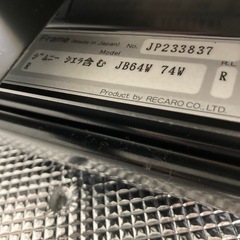 Frame (Made in Japan) No. JP233837
Model
R.L
ジムニー シエラ含む JB64W 74W
R
Product by RECARO CO., LTD.